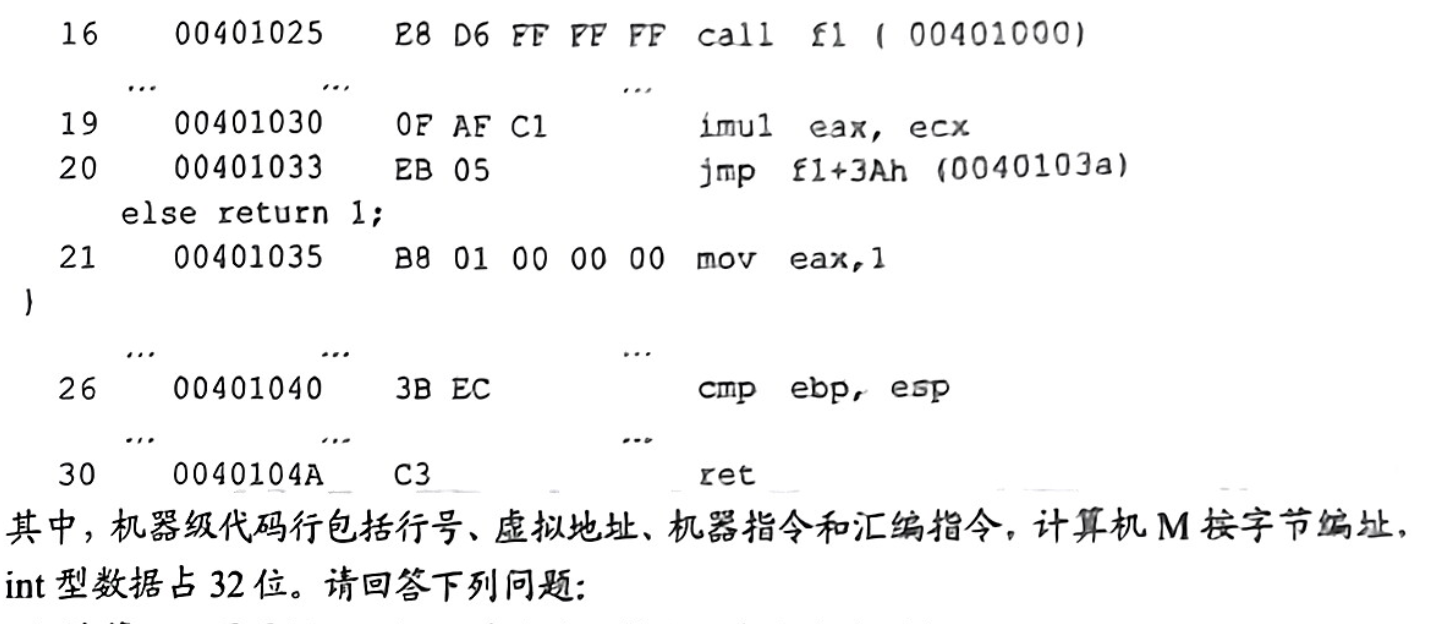 16 00401025 E8 D6 FF FF FF call f1 ( 00401000)
... ... ...
19 00401030 0F AF C1 imul eax, ecx
20 00401033 EB 05 jmp f1+3Ah (0040103a)
else return 1;
21 00401035 B8 01 00 00 00 mov eax,1
}
... ... ...
26 00401040 3B EC cmp ebp, esp
... ... ...
30 0040104A C3 ret
其中，机器级代码行包括行号、虚拟地址、机器指令和汇编指令，计算机 M 按字节编址，
int 型数据占 32 位。请回答下列问题：